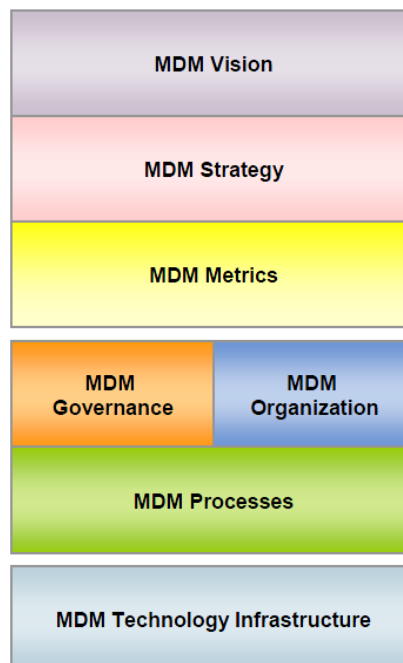 MDM Vision
MDM Strategy
MDM Metrics
MDM
Governance
MDM
Organization
MDM Processes
MDM Technology Infrastructure